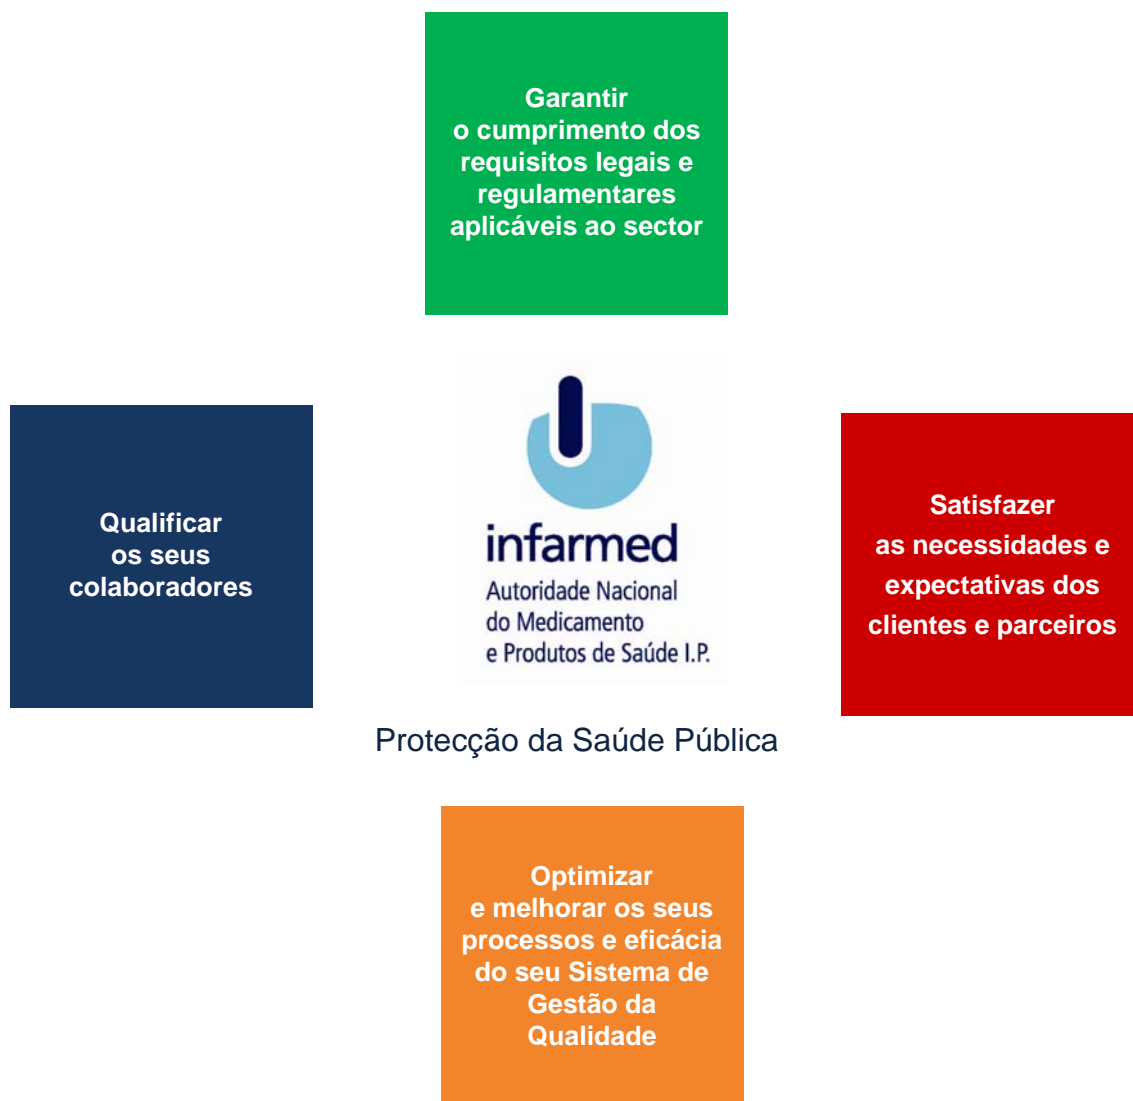 Garantir
o cumprimento dos
requisitos legais e
regulamentares
aplicáveis ao sector
Qualificar
os seus
colaboradores
infarmed
Autoridade Nacional
do Medicamento
e Produtos de Saúde I.P.
Satisfazer
as necessidades e
expectativas dos
clientes e parceiros
Protecção da Saúde Pública
Optimizar
e melhorar os seus
processos e eficácia
do seu Sistema de
Gestão da
Qualidade